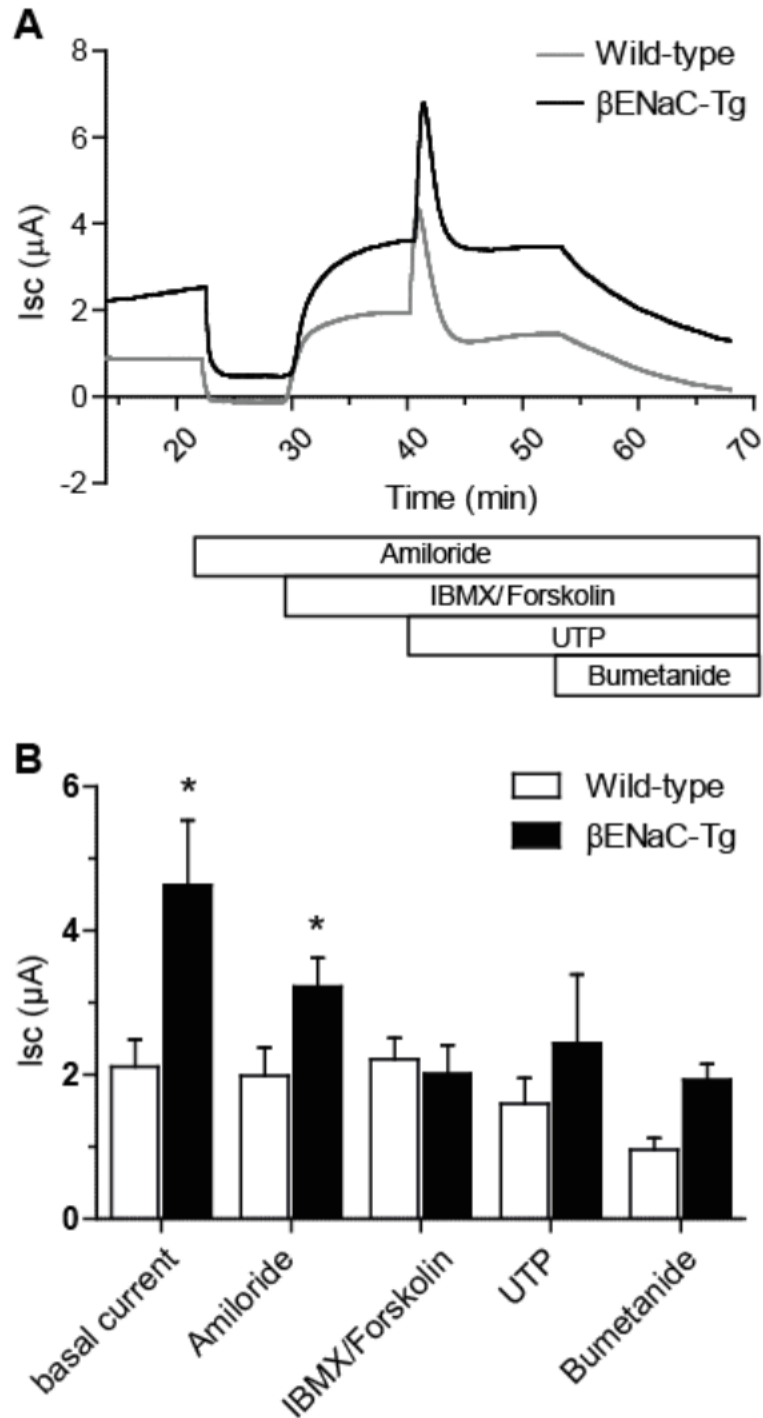 A
Wild-type
βENaC-Tg
8
6
4
2
0
-2
Isc (μA)
20 30 40 50 60 70
Time (min)
Amiloride
IBMX/Forskolin
UTP
Bumetanide
B
Wild-type
βENaC-Tg
6
4
2
0
Isc (μA)
*
*
basal current
Amiloride
IBMX/Forskolin
UTP
Bumetanide